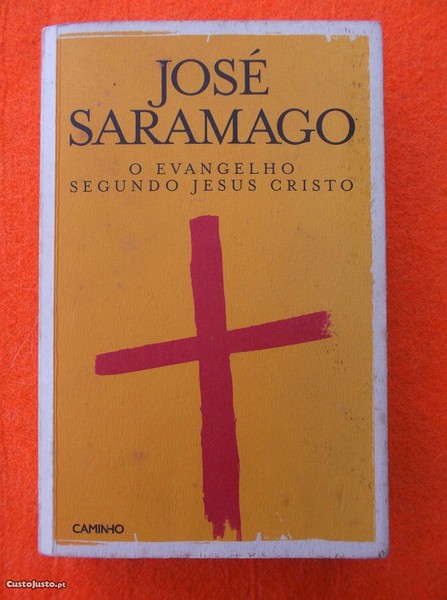 JOSÉ
SARAMAGO
O EVANGELHO
SEGUNDO JESUS CRISTO
CAMINHO
CustoJusto.pt